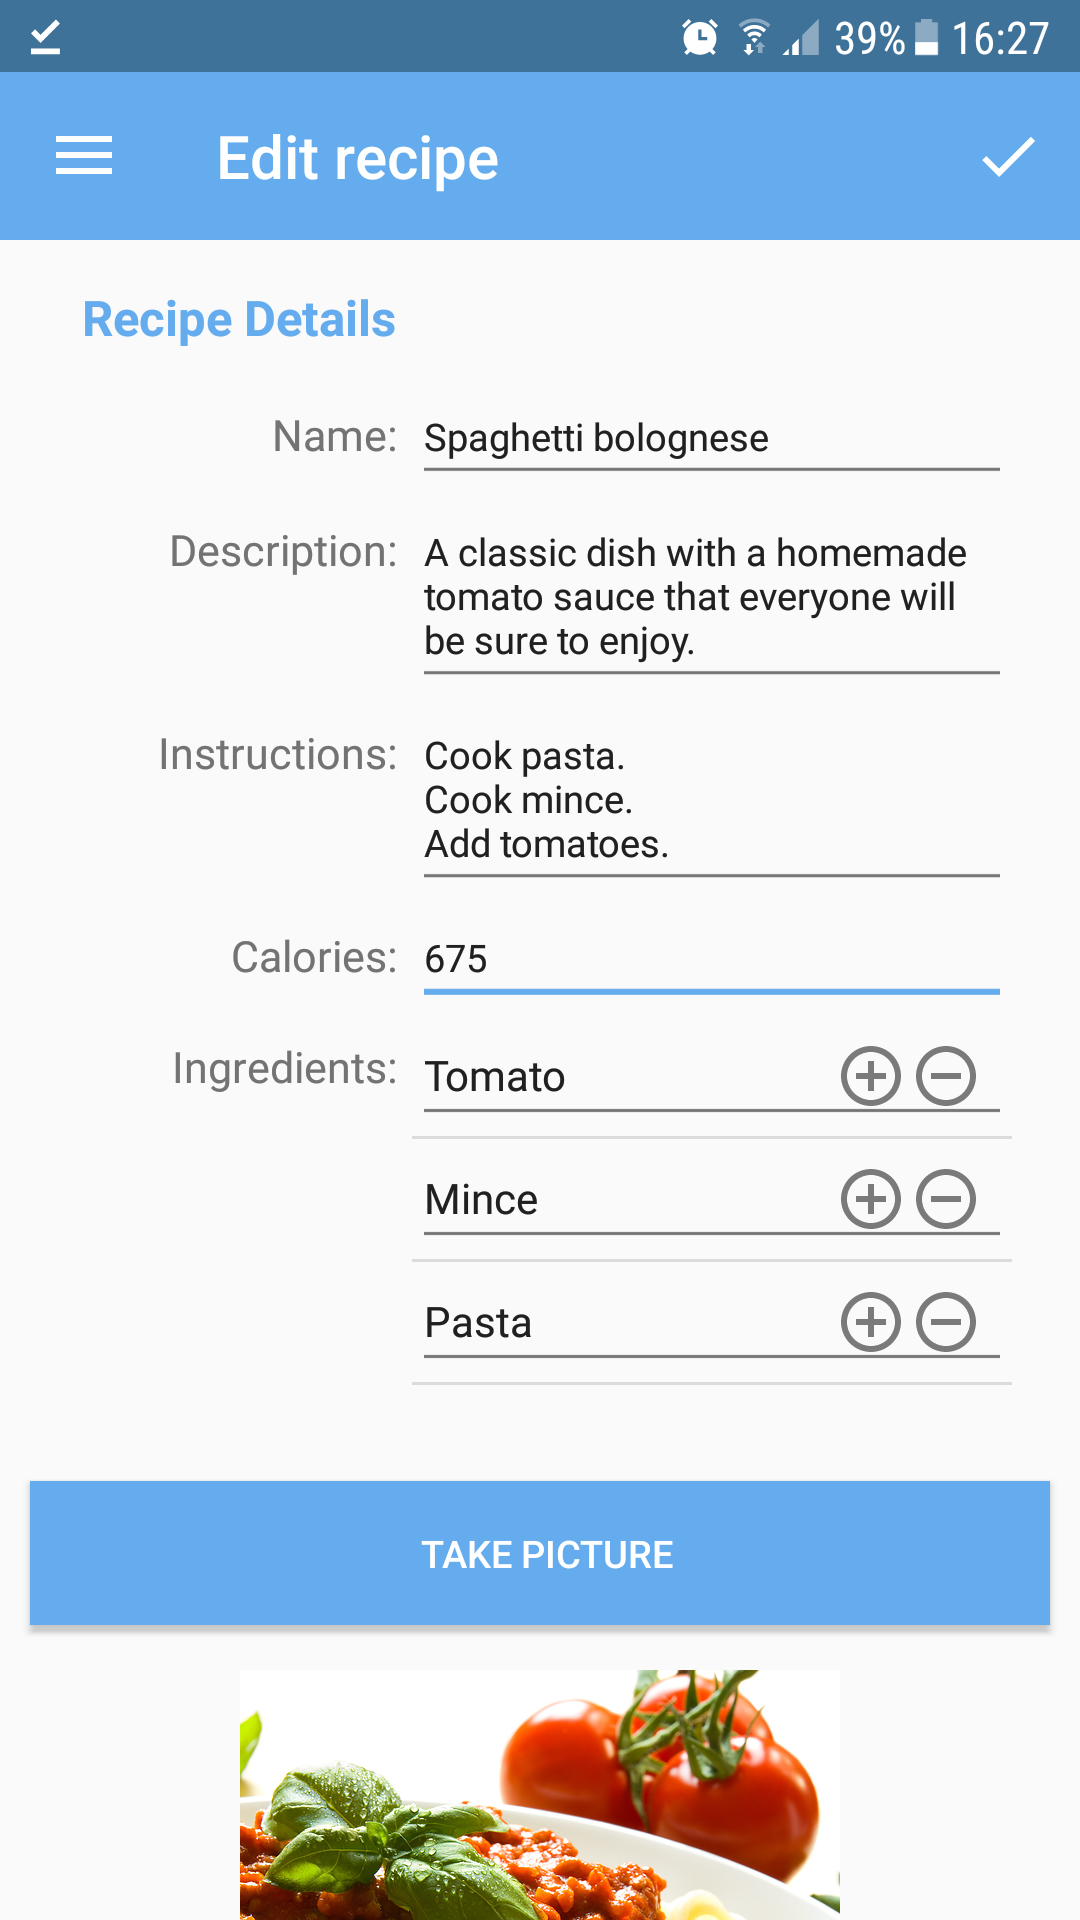 39% 16:27
Edit recipe
Recipe Details
Name: Spaghetti bolognese
Description: A classic dish with a homemade
tomato sauce that everyone will
be sure to enjoy.
Instructions: Cook pasta.
Cook mince.
Add tomatoes.
Calories: 675
Ingredients: Tomato
Mince
Pasta
TAKE PICTURE